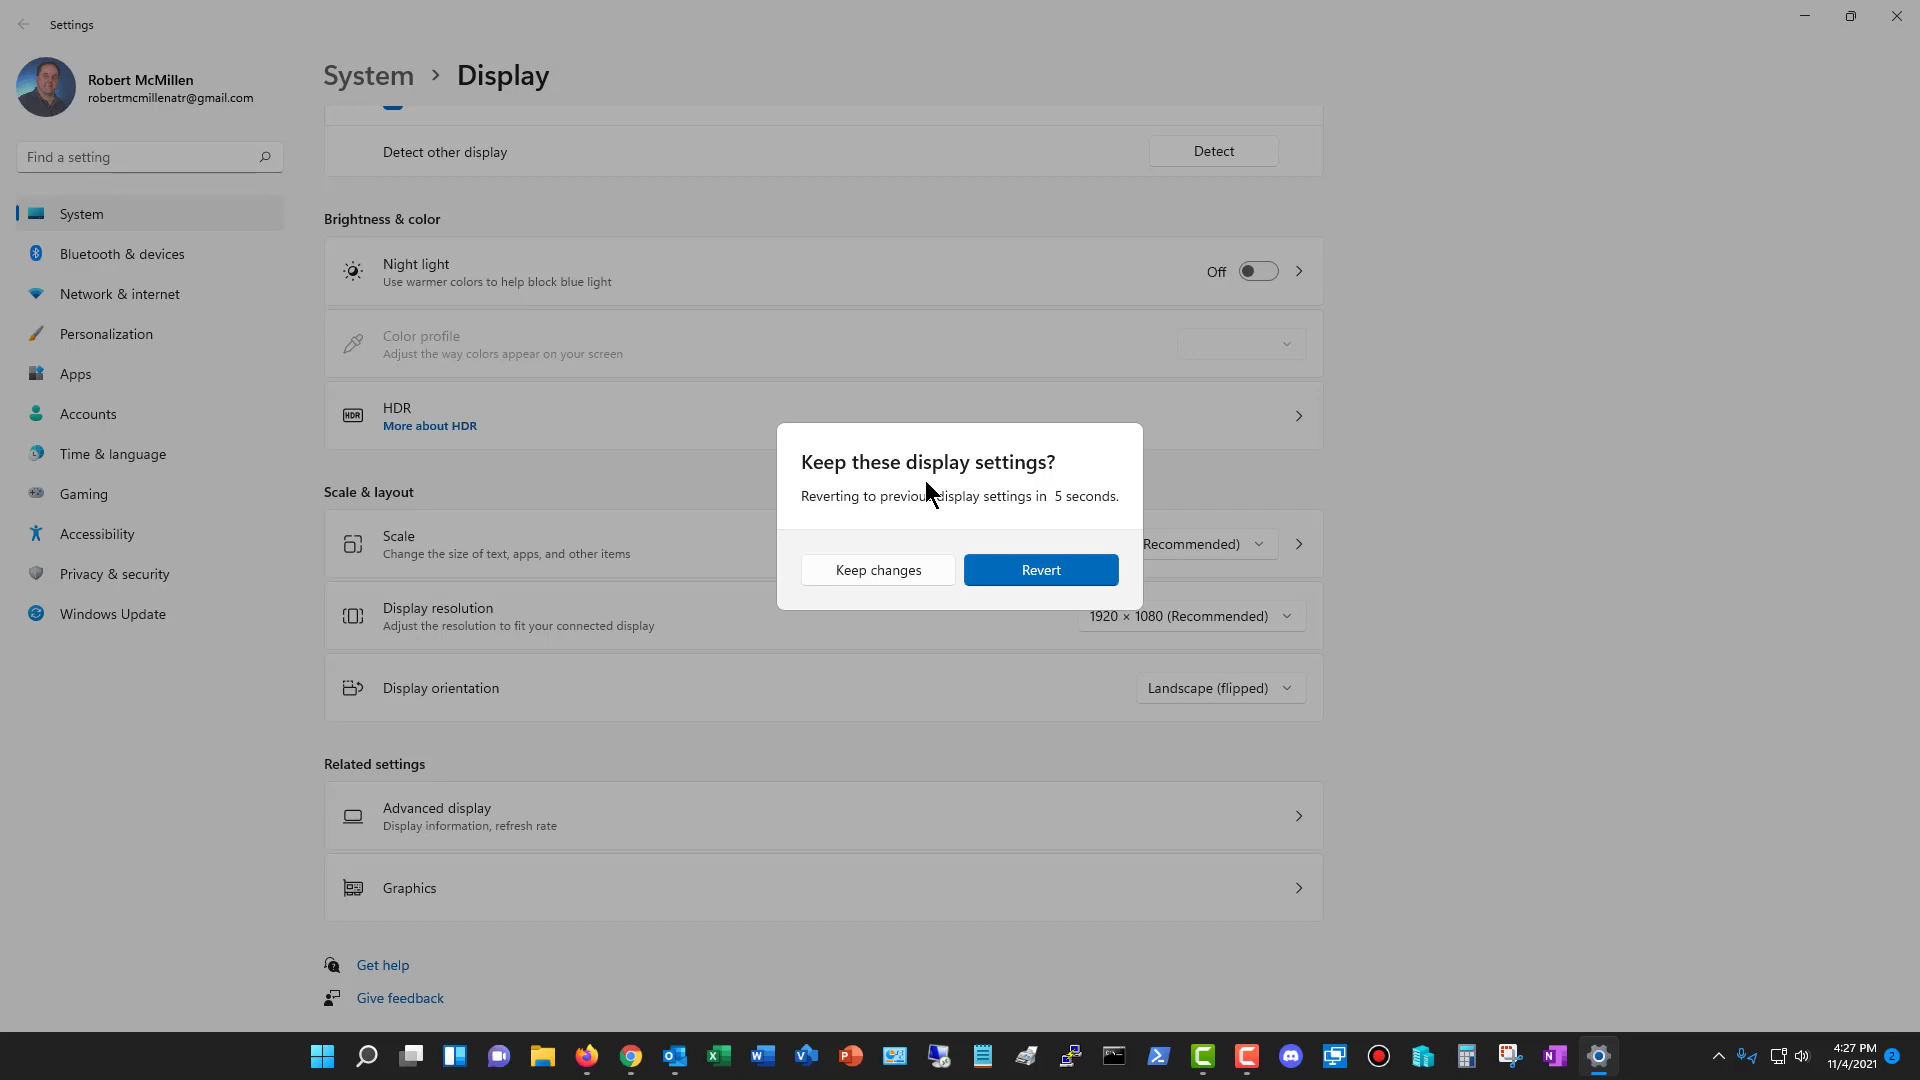 Settings
Robert McMillen
robertmcmillenatr@gmail.com
Find a setting
System
Bluetooth & devices
Network & internet
Personalization
Apps
Accounts
Time & language
Gaming
Accessibility
Privacy & security
Windows Update
System > Display
Detect other display
Detect
Brightness & color
Night light
Use warmer colors to help block blue light
Off
Color profile
Adjust the way colors appear on your screen
HDR
HDR
More about HDR
Keep these display settings?
Reverting to previous display settings in 5 seconds.
Keep changes
Revert
Scale & layout
Scale
Change the size of text, apps, and other items
Recommended)
Display resolution
Adjust the resolution to fit your connected display
1920 × 1080 (Recommended)
Display orientation
Landscape (flipped)
Related settings
Advanced display
Display information, refresh rate
Graphics
Get help
Give feedback
4:27 PM
11/4/2021
2